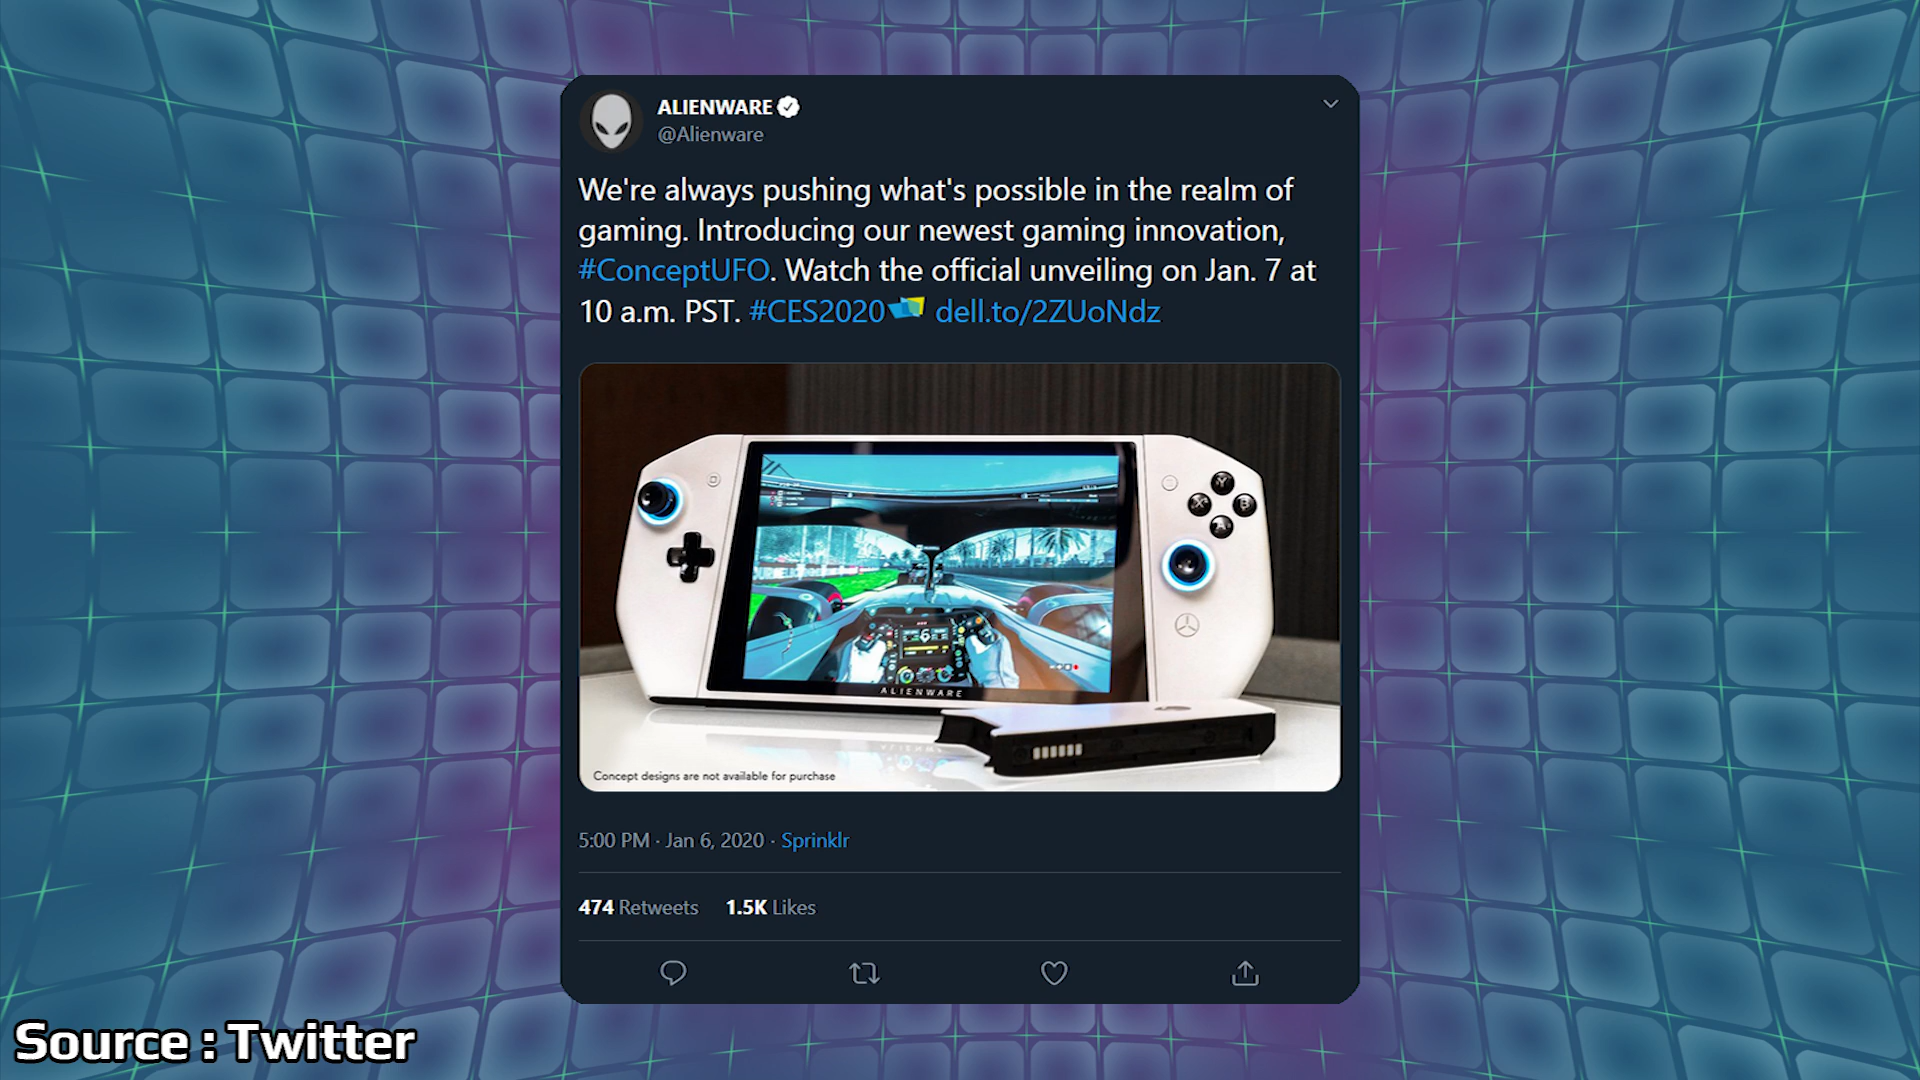 ALIENWARE
@Alienware
We're always pushing what's possible in the realm of
gaming. Introducing our newest gaming innovation,
#ConceptUFO. Watch the official unveiling on Jan. 7 at
10 a.m. PST. #CES2020 dell.to/2ZUoNdz
Y
X B
A
6
ALIENWARE
Concept designs are not available for purchase
5:00 PM · Jan 6, 2020 · Sprinklr
474 Retweets 1.5K Likes
Source : Twitter